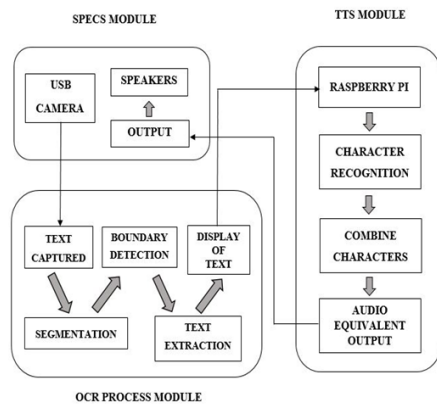 SPECS MODULE
USB
CAMERA
SPEAKERS
OUTPUT
TEXT
CAPTURED
SEGMENTATION
BOUNDARY
DETECTION
TEXT
EXTRACTION
DISPLAY
OF
TEXT
OCR PROCESS MODULE
TTS MODULE
RASPBERRY PI
CHARACTER
RECOGNITION
COMBINE
CHARACTERS
AUDIO
EQUIVALENT
OUTPUT